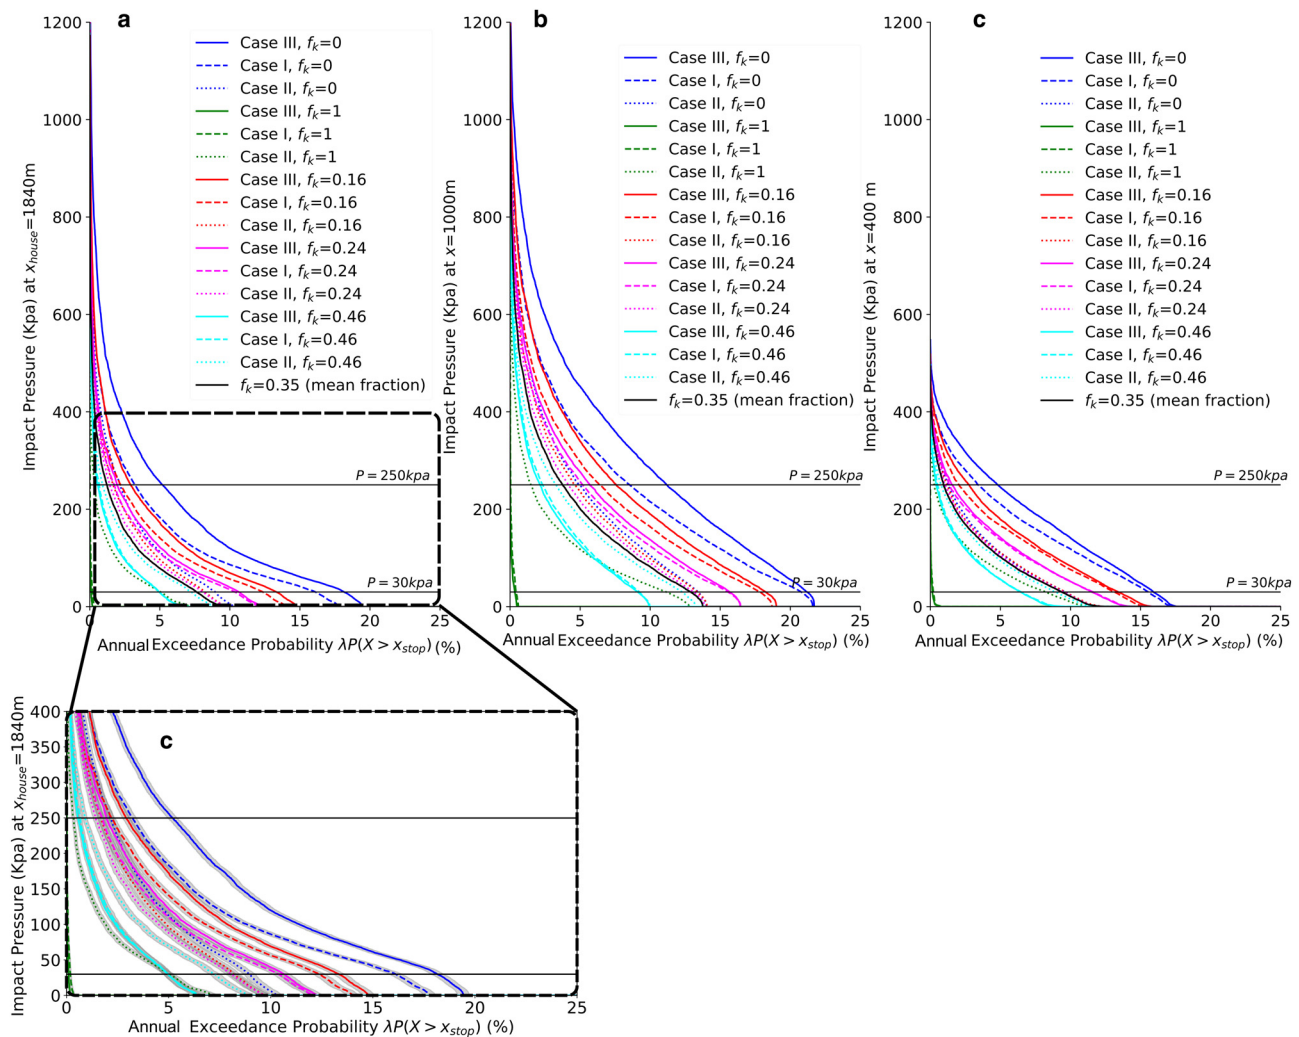 a
1200
1000
800
600
400
200
0
Impact Pressure (Kpa) at x_house=1840m
Case III, f_k=0
Case I, f_k=0
Case II, f_k=0
Case III, f_k=1
Case I, f_k=1
Case II, f_k=1
Case III, f_k=0.16
Case I, f_k=0.16
Case II, f_k=0.16
Case III, f_k=0.24
Case I, f_k=0.24
Case II, f_k=0.24
Case III, f_k=0.46
Case I, f_k=0.46
Case II, f_k=0.46
f_k=0.35 (mean fraction)
P = 250kpa
P = 30kpa
0 5 10 15 20 25
Annual Exceedance Probability λP(X > x_stop) (%)
b
1200
1000
800
600
400
200
0
Impact Pressure (Kpa) at x=1000m
Case III, f_k=0
Case I, f_k=0
Case II, f_k=0
Case III, f_k=1
Case I, f_k=1
Case II, f_k=1
Case III, f_k=0.16
Case I, f_k=0.16
Case II, f_k=0.16
Case III, f_k=0.24
Case I, f_k=0.24
Case II, f_k=0.24
Case III, f_k=0.46
Case I, f_k=0.46
Case II, f_k=0.46
f_k=0.35 (mean fraction)
P = 250kpa
P = 30kpa
0 5 10 15 20 25
Annual Exceedance Probability λP(X > x_stop) (%)
c
1200
1000
800
600
400
200
0
Impact Pressure (Kpa) at x=400 m
Case III, f_k=0
Case I, f_k=0
Case II, f_k=0
Case III, f_k=1
Case I, f_k=1
Case II, f_k=1
Case III, f_k=0.16
Case I, f_k=0.16
Case II, f_k=0.16
Case III, f_k=0.24
Case I, f_k=0.24
Case II, f_k=0.24
Case III, f_k=0.46
Case I, f_k=0.46
Case II, f_k=0.46
f_k=0.35 (mean fraction)
P = 250kpa
P = 30kpa
0 5 10 15 20 25
Annual Exceedance Probability λP(X > x_stop) (%)
c
400
350
300
250
200
150
100
50
0
Impact Pressure (Kpa) at x_house=1840m
0 5 10 15 20 25
Annual Exceedance Probability λP(X > x_stop) (%)